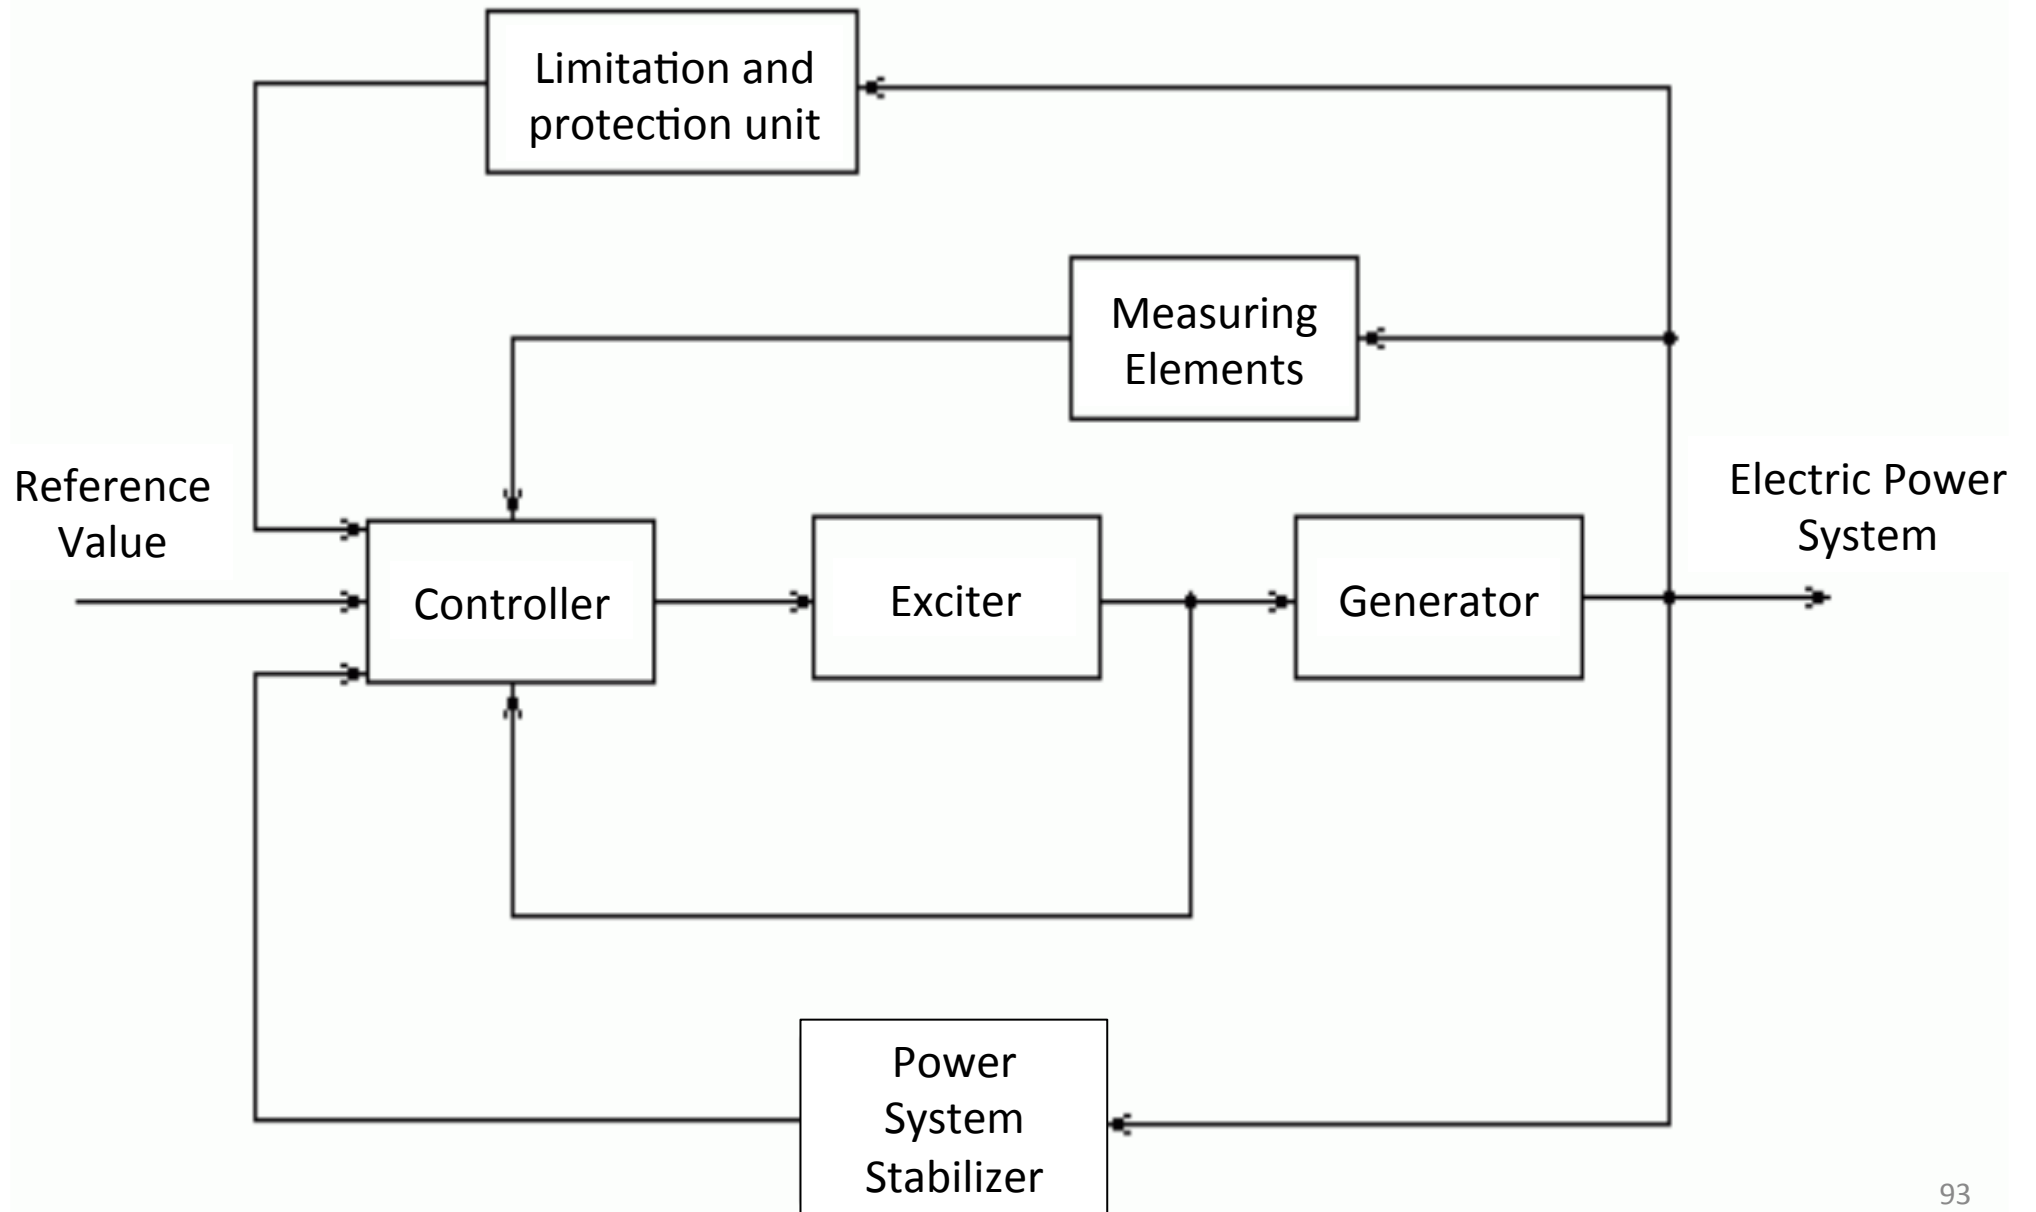 Limitation and
protection unit
Measuring
Elements
Reference
Value
Electric Power
System
Controller
Exciter
Generator
Power
System
Stabilizer
93